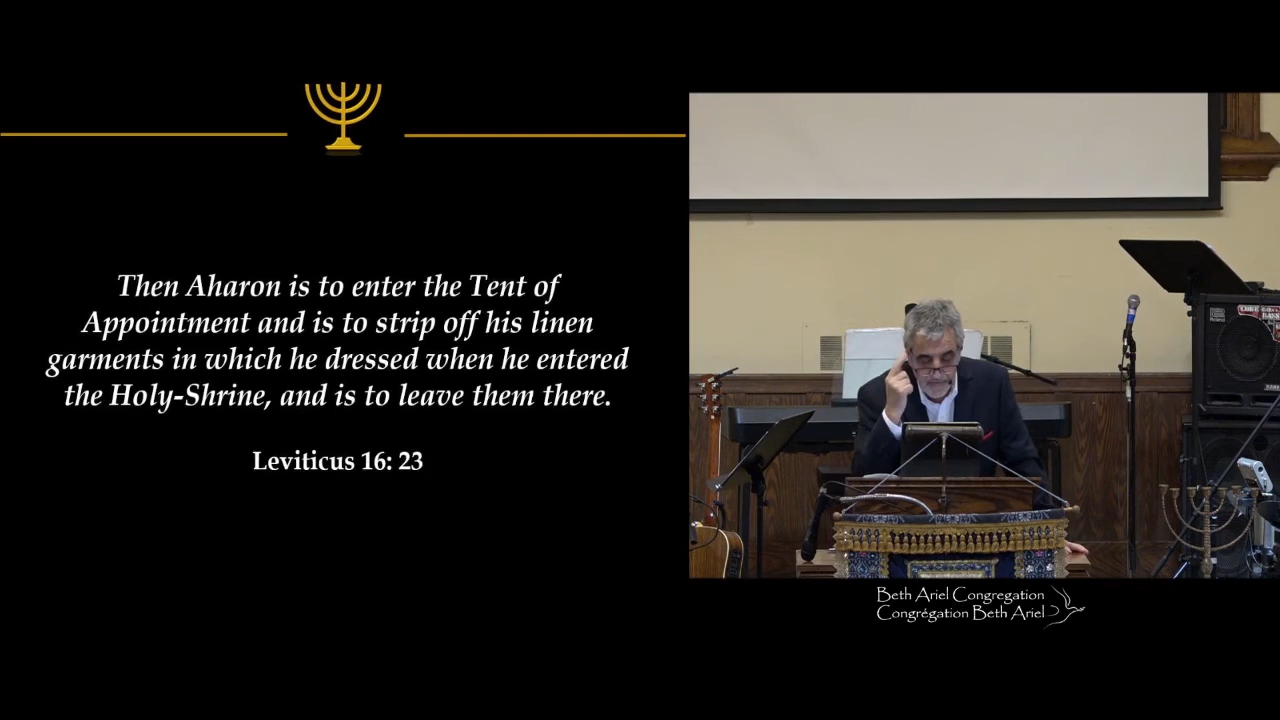 Then Aharon is to enter the Tent of
Appointment and is to strip off his linen
garments in which he dressed when he entered
the Holy-Shrine, and is to leave them there.
Leviticus 16: 23
Beth Ariel Congregation
Congrégation Beth Ariel